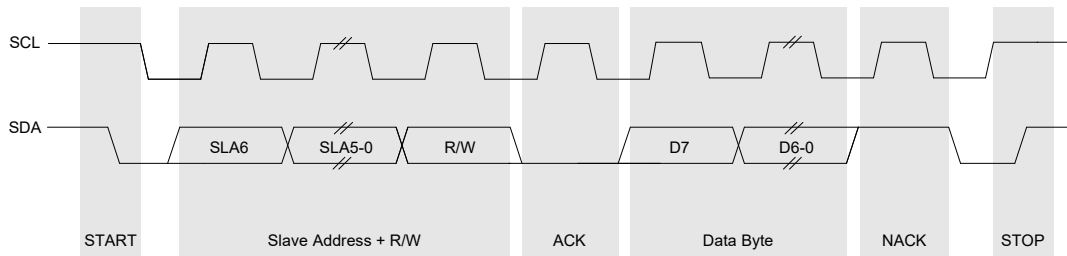 SCL
SDA
SLA6 SLA5-0 R/W D7 D6-0
START Slave Address + R/W ACK Data Byte NACK STOP